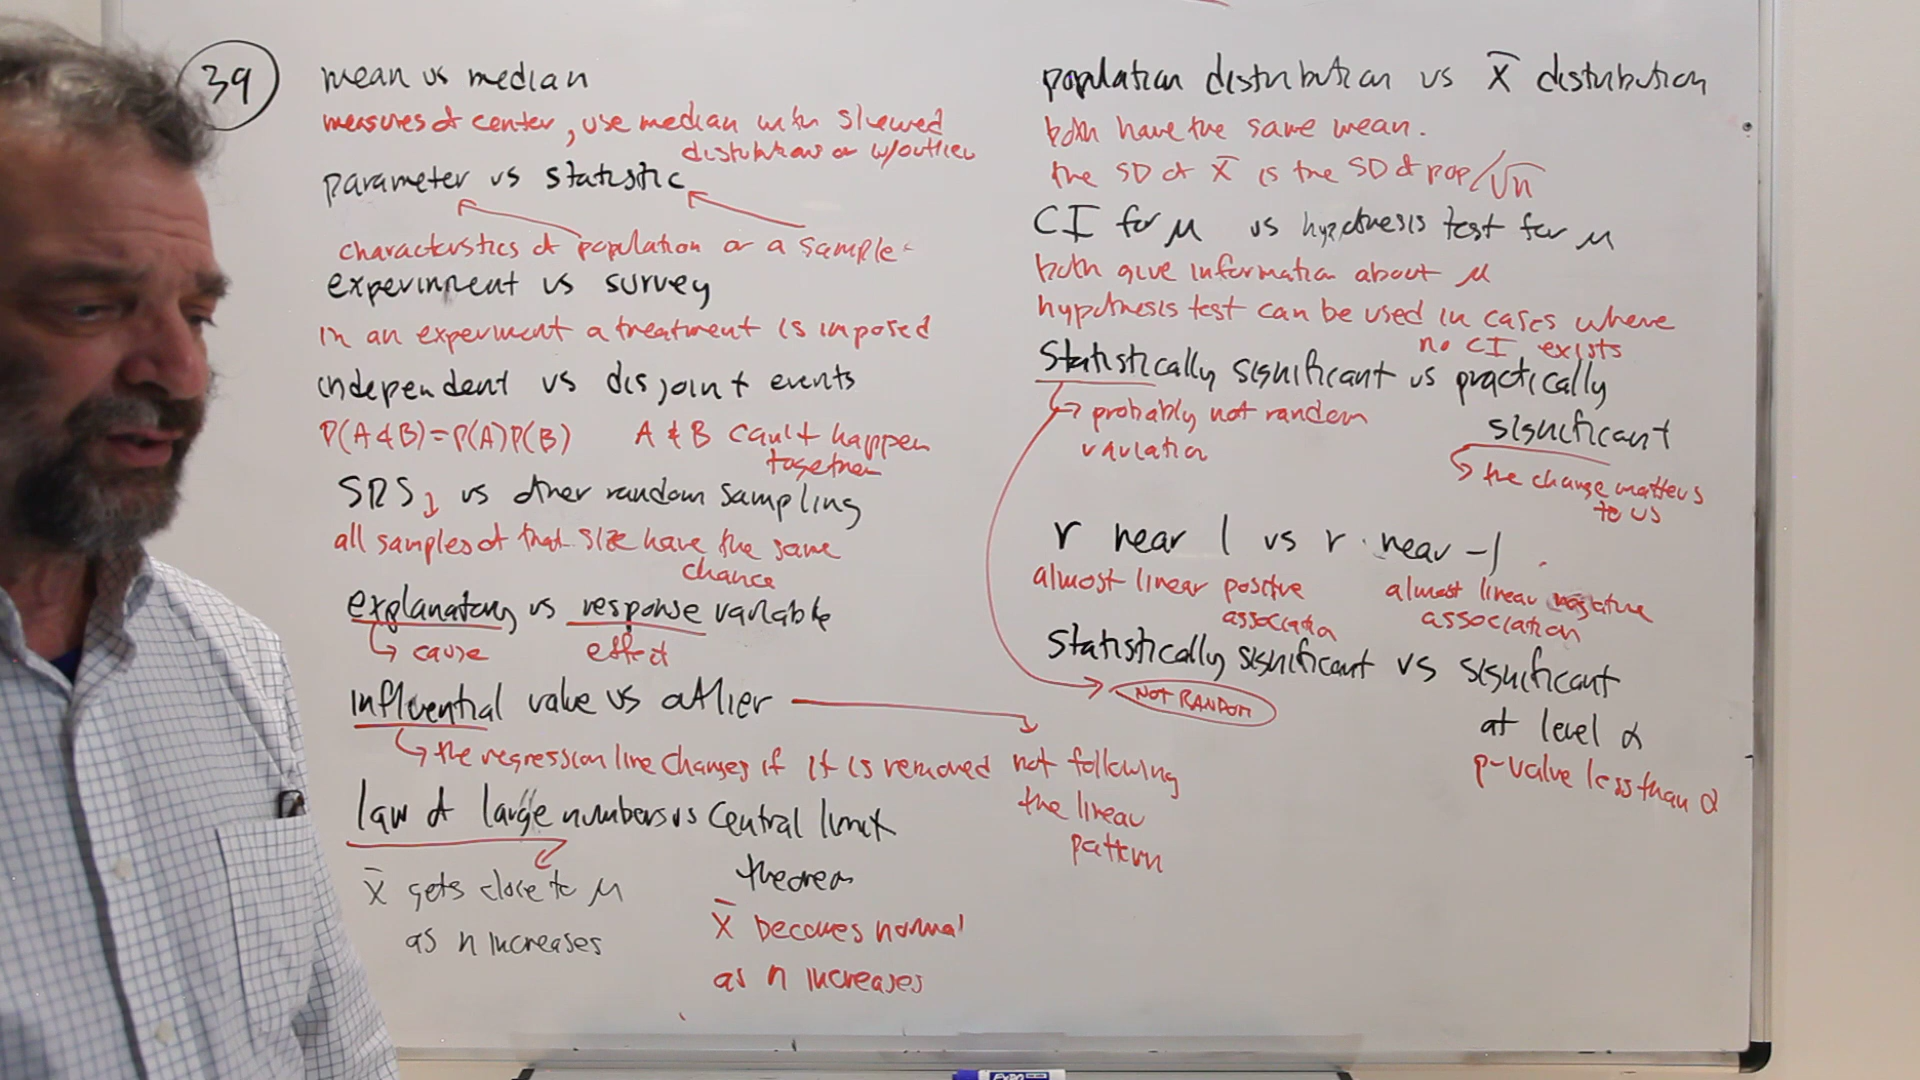 39
mean vs median
measures of center, use median with skewed
distributions or w/outlier
parameter vs statistic
characteristics of population or a sample
experiment vs survey
in an experiment a treatment is imposed
independent vs disjoint events
P(A & B) = P(A)P(B) A & B can't happen
together
SRS vs other random sampling
all samples of that size have the same
chance
explanatory vs response variable
cause effect
influential value vs outlier
the regression line changes if it is removed not following
the linear
pattern
law of large numbers vs central limit
theorem
x̄ gets close to μ
as n increases
x̄ becomes normal
as n increases
population distribution vs x̄ distribution
both have the same mean.
the SD of x̄ is the SD of pop/√n
CI for μ vs hypothesis test for μ
both give information about μ
hypothesis test can be used in cases where
no CI exists
statistically significant vs practically
significant
probably not random
variation
the change matters
to us
r near 1 vs r near -1
almost linear positive
association
almost linear negative
association
statistically significant vs significant
at level α
NOT RANDOM
p-value less than α
EXPO